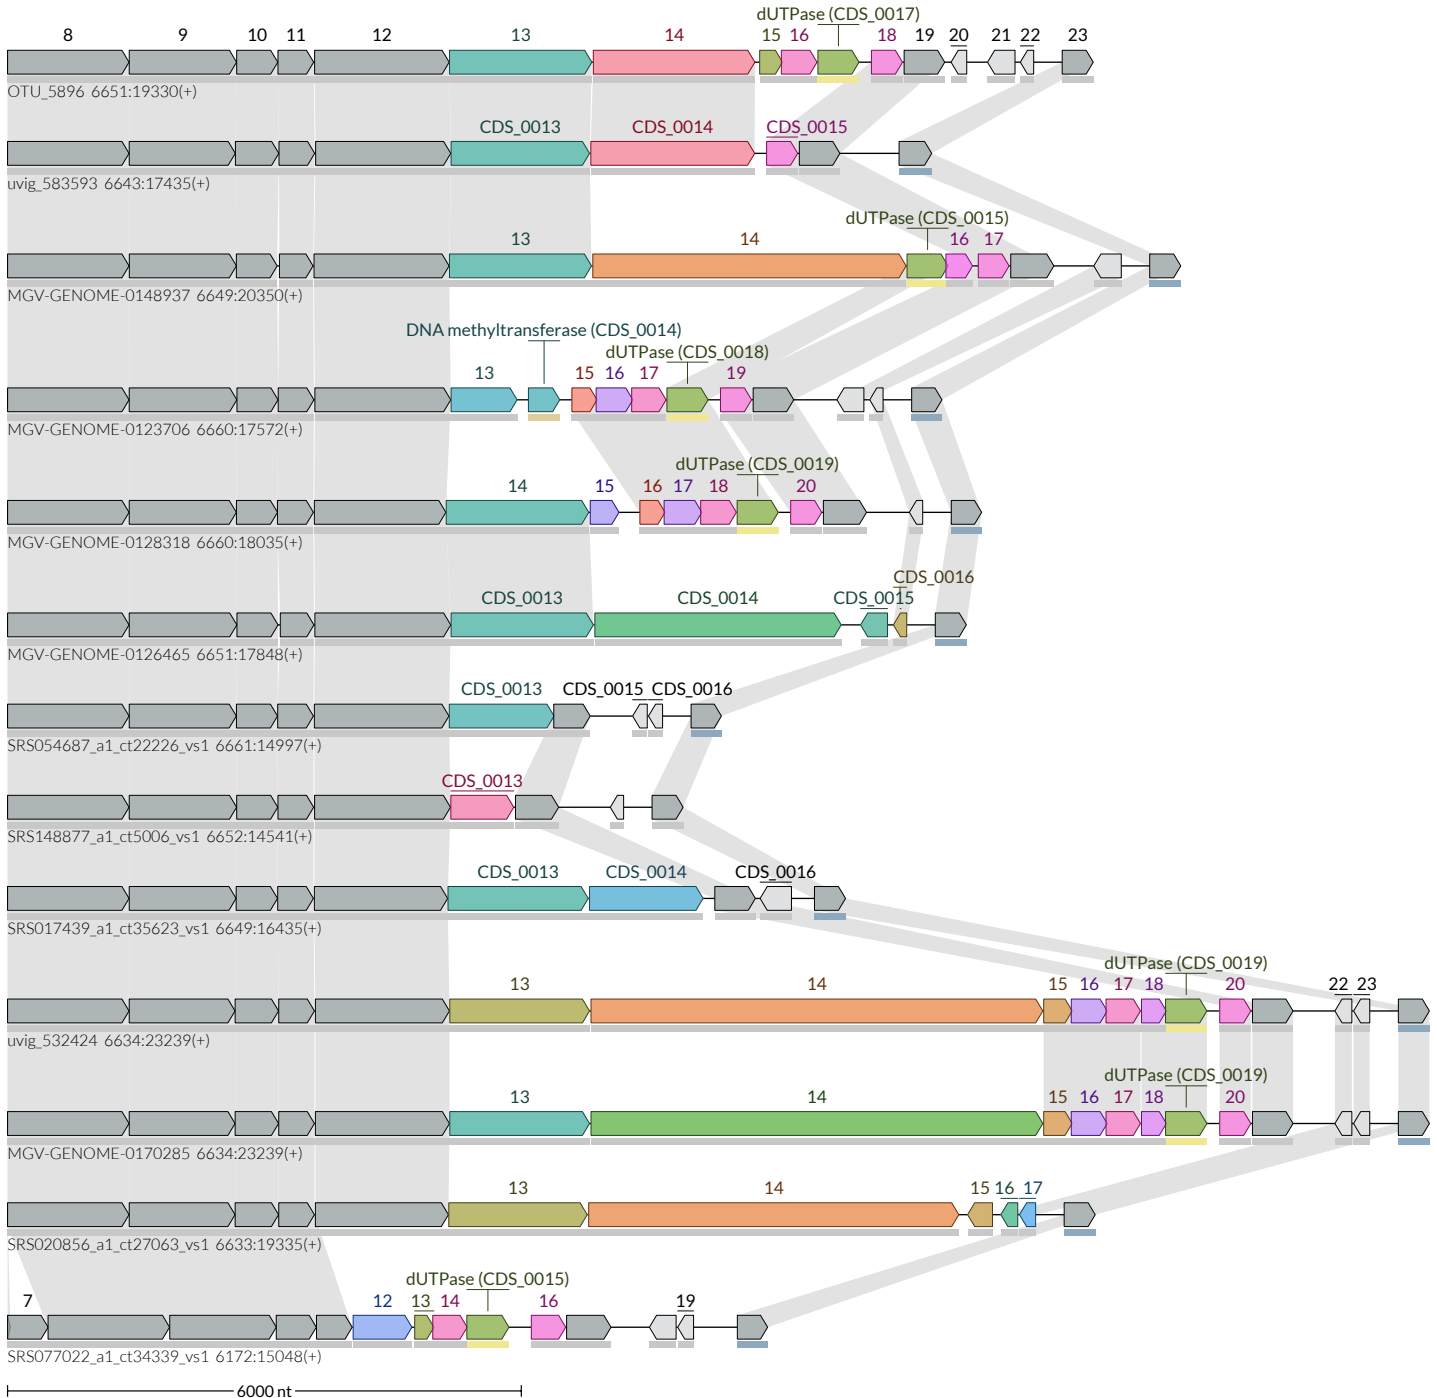 dUTPase (CDS_0017)
8 9 10 11 12 13 14 15 16 18 19 20 21 22 23
OTU_5896 6651:19330(+)
CDS_0013 CDS_0014 CDS_0015
uvig_583593 6643:17435(+)
dUTPase (CDS_0015)
13 14 16 17
MGV-GENOME-0148937 6649:20350(+)
DNA methyltransferase (CDS_0014)
dUTPase (CDS_0018)
13 15 16 17 19
MGV-GENOME-0123706 6660:17572(+)
dUTPase (CDS_0019)
14 15 16 17 18 20
MGV-GENOME-0128318 6660:18035(+)
CDS_0016
CDS_0013 CDS_0014 CDS_0015
MGV-GENOME-0126465 6651:17848(+)
CDS_0013 CDS_0015 CDS_0016
SRS054687_a1_ct22226_vs1 6661:14997(+)
CDS_0013
SRS148877_a1_ct5006_vs1 6652:14541(+)
CDS_0013 CDS_0014 CDS_0016
SRS017439_a1_ct35623_vs1 6649:16435(+)
dUTPase (CDS_0019)
13 14 15 16 17 18 20 22 23
uvig_532424 6634:23239(+)
dUTPase (CDS_0019)
13 14 15 16 17 18 20
MGV-GENOME-0170285 6634:23239(+)
13 14 15 16 17
SRS020856_a1_ct27063_vs1 6633:19335(+)
dUTPase (CDS_0015)
7 12 13 14 16 19
SRS077022_a1_ct34339_vs1 6172:15048(+)
6000 nt